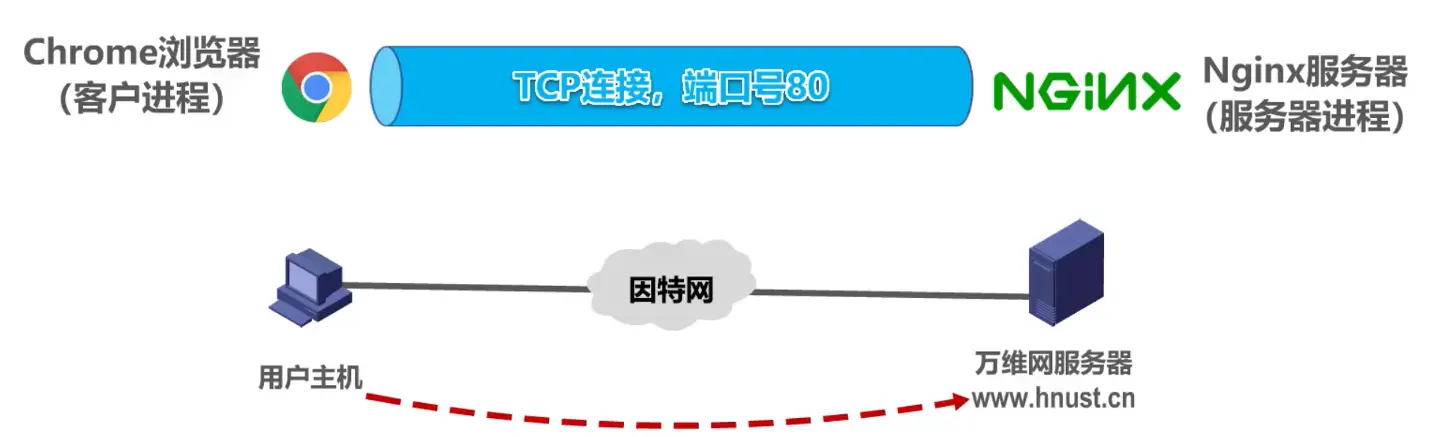 Chrome浏览器
（客户进程）
TCP连接，端口号80
NGINX
Nginx服务器
（服务器进程）
因特网
用户主机
万维网服务器
www.hnust.cn